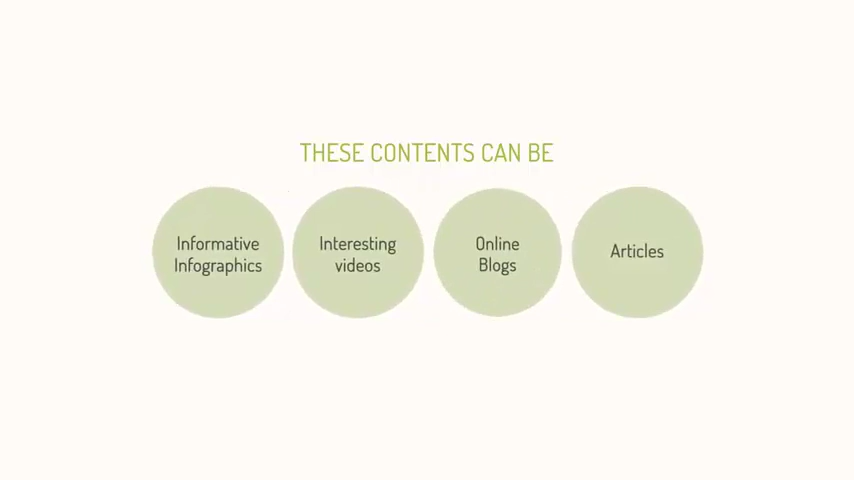 THESE CONTENTS CAN BE
Informative
Infographics
Interesting
videos
Online
Blogs
Articles